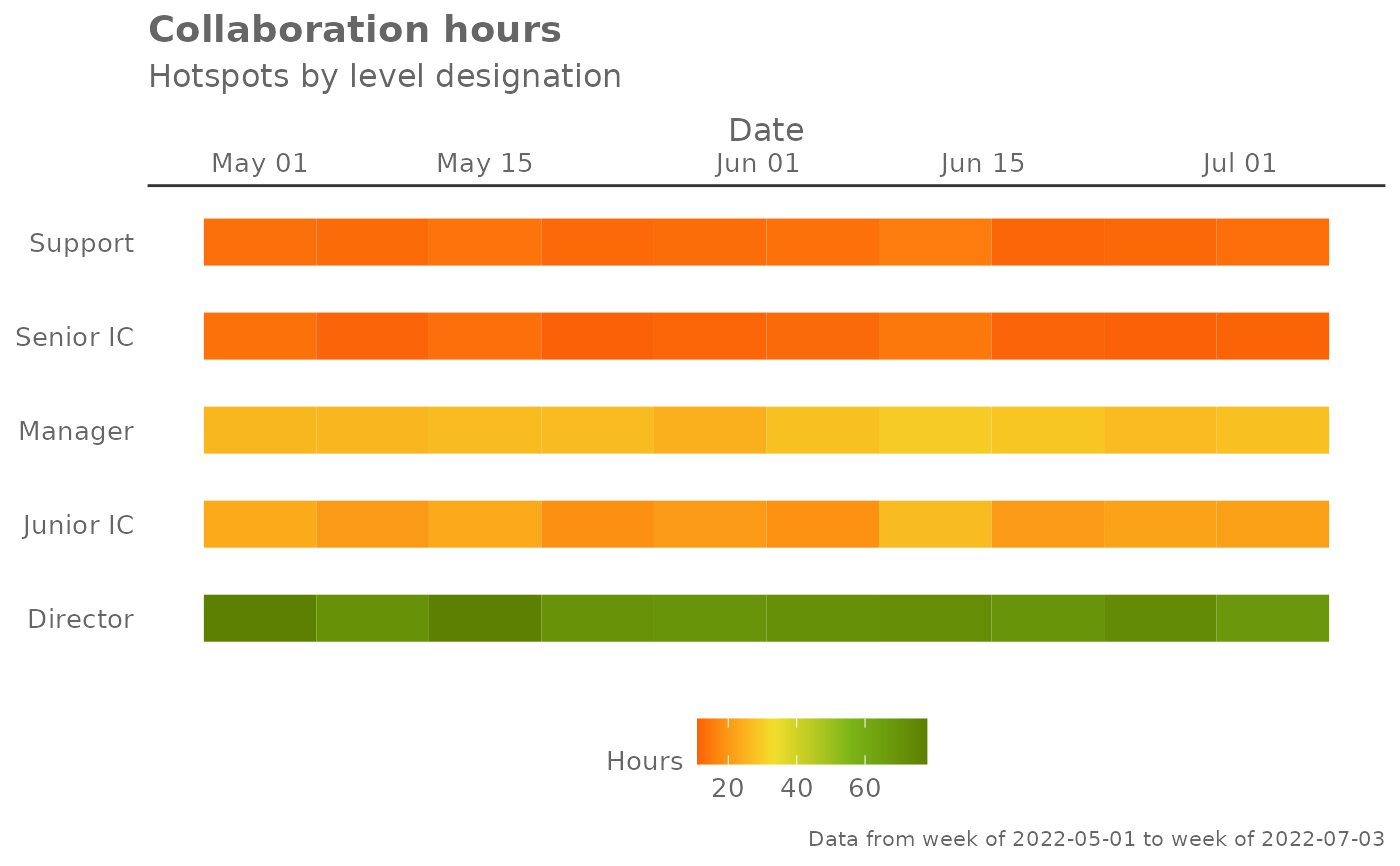 Collaboration hours
Hotspots by level designation
Date
May 01 May 15 Jun 01 Jun 15 Jul 01
Support
Senior IC
Manager
Junior IC
Director
Hours
20 40 60
Data from week of 2022-05-01 to week of 2022-07-03